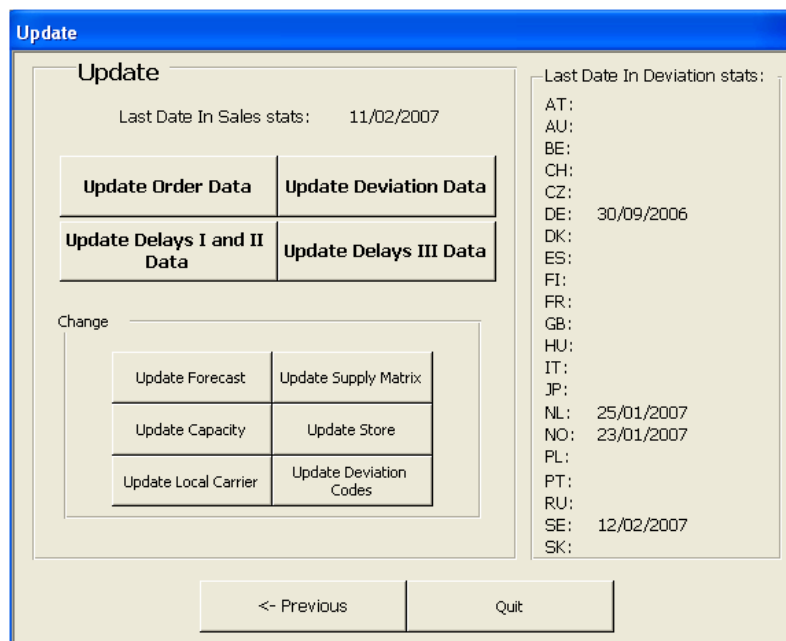 Update
Update
Last Date In Sales stats: 11/02/2007
Update Order Data
Update Deviation Data
Update Delays I and II
Data
Update Delays III Data
Change
Update Forecast
Update Supply Matrix
Update Capacity
Update Store
Update Local Carrier
Update Deviation
Codes
Last Date In Deviation stats:
AT:
AU:
BE:
CH:
CZ:
DE: 30/09/2006
DK:
ES:
FI:
FR:
GB:
HU:
IT:
JP:
NL: 25/01/2007
NO: 23/01/2007
PL:
PT:
RU:
SE: 12/02/2007
SK:
<- Previous
Quit